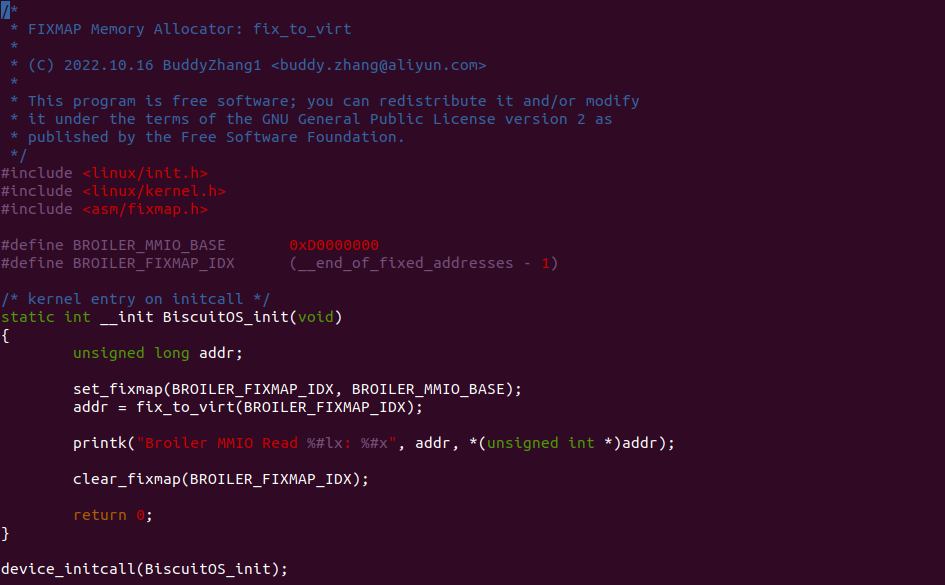 /*
 * FIXMAP Memory Allocator: fix_to_virt
 *
 * (C) 2022.10.16 BuddyZhang1 <buddy.zhang@aliyun.com>
 *
 * This program is free software; you can redistribute it and/or modify
 * it under the terms of the GNU General Public License version 2 as
 * published by the Free Software Foundation.
 */
#include <linux/init.h>
#include <linux/kernel.h>
#include <asm/fixmap.h>

#define BROILER_MMIO_BASE       0xD0000000
#define BROILER_FIXMAP_IDX      (__end_of_fixed_addresses - 1)

/* kernel entry on initcall */
static int __init BiscuitOS_init(void)
{
        unsigned long addr;

        set_fixmap(BROILER_FIXMAP_IDX, BROILER_MMIO_BASE);
        addr = fix_to_virt(BROILER_FIXMAP_IDX);

        printk("Broiler MMIO Read %#lx: %#x", addr, *(unsigned int *)addr);

        clear_fixmap(BROILER_FIXMAP_IDX);

        return 0;
}

device_initcall(BiscuitOS_init);